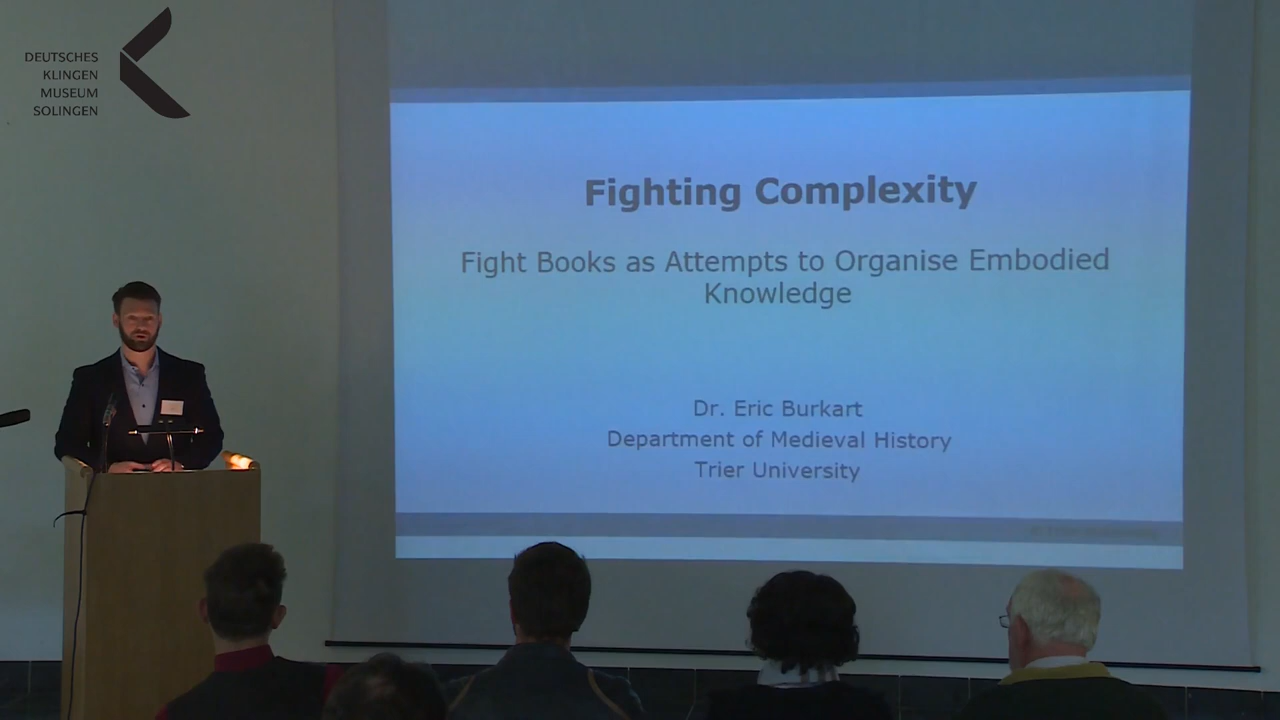 DEUTSCHES
KLINGEN
MUSEUM
SOLINGEN
Fighting Complexity
Fight Books as Attempts to Organise Embodied
Knowledge
Dr. Eric Burkart
Department of Medieval History
Trier University